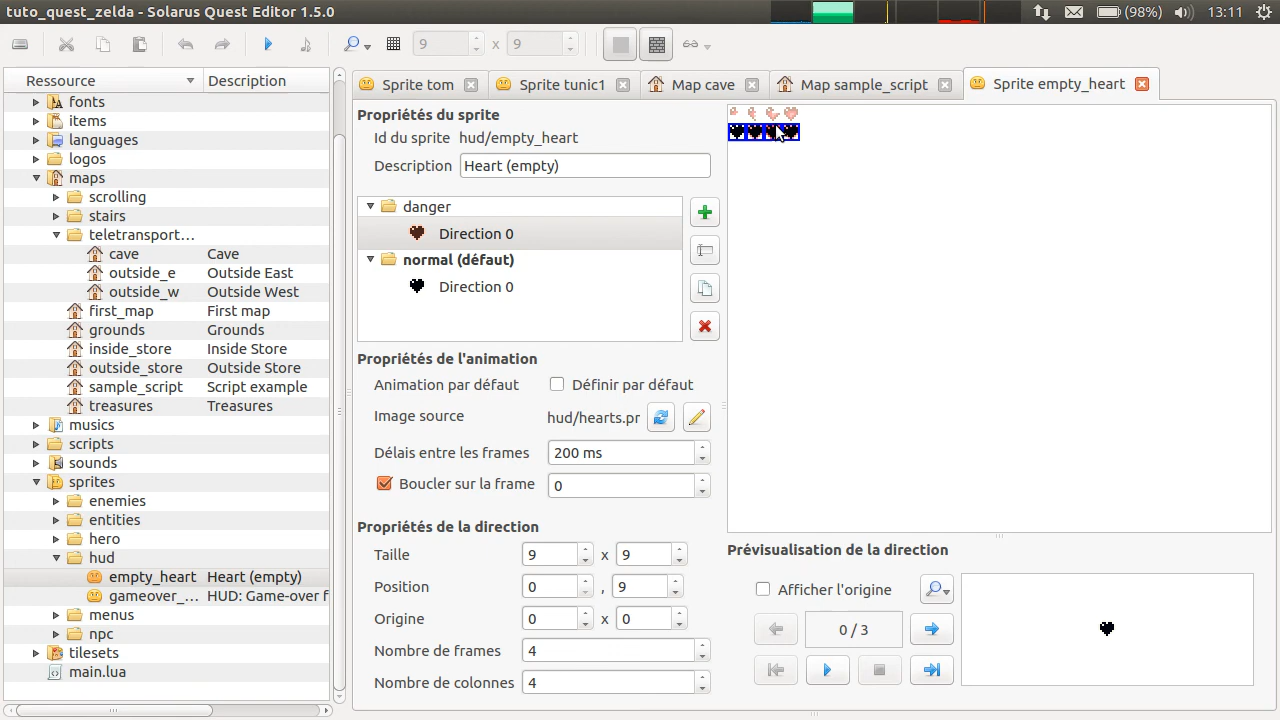 tuto_quest_zelda - Solarus Quest Editor 1.5.0
(98%)
13:11
9 x 9
Ressource Description
fonts
items
languages
logos
maps
scrolling
stairs
teletransport...
cave Cave
outside_e Outside East
outside_w Outside West
first_map First map
grounds Grounds
inside_store Inside Store
outside_store Outside Store
sample_script Script example
treasures Treasures
musics
scripts
sounds
sprites
enemies
entities
hero
hud
empty_heart Heart (empty)
gameover_... HUD: Game-over f
menus
npc
tilesets
main.lua
Sprite tom
Sprite tunic1
Map cave
Map sample_script
Sprite empty_heart
Propriétés du sprite
Id du sprite hud/empty_heart
Description Heart (empty)
danger
Direction 0
normal (défaut)
Direction 0
Propriétés de l'animation
Animation par défaut Définir par défaut
Image source hud/hearts.pr
Délais entre les frames 200 ms
Boucler sur la frame 0
Propriétés de la direction
Taille 9 x 9
Position 0 , 9
Origine 0 x 0
Nombre de frames 4
Nombre de colonnes 4
Prévisualisation de la direction
Afficher l'origine
0 / 3